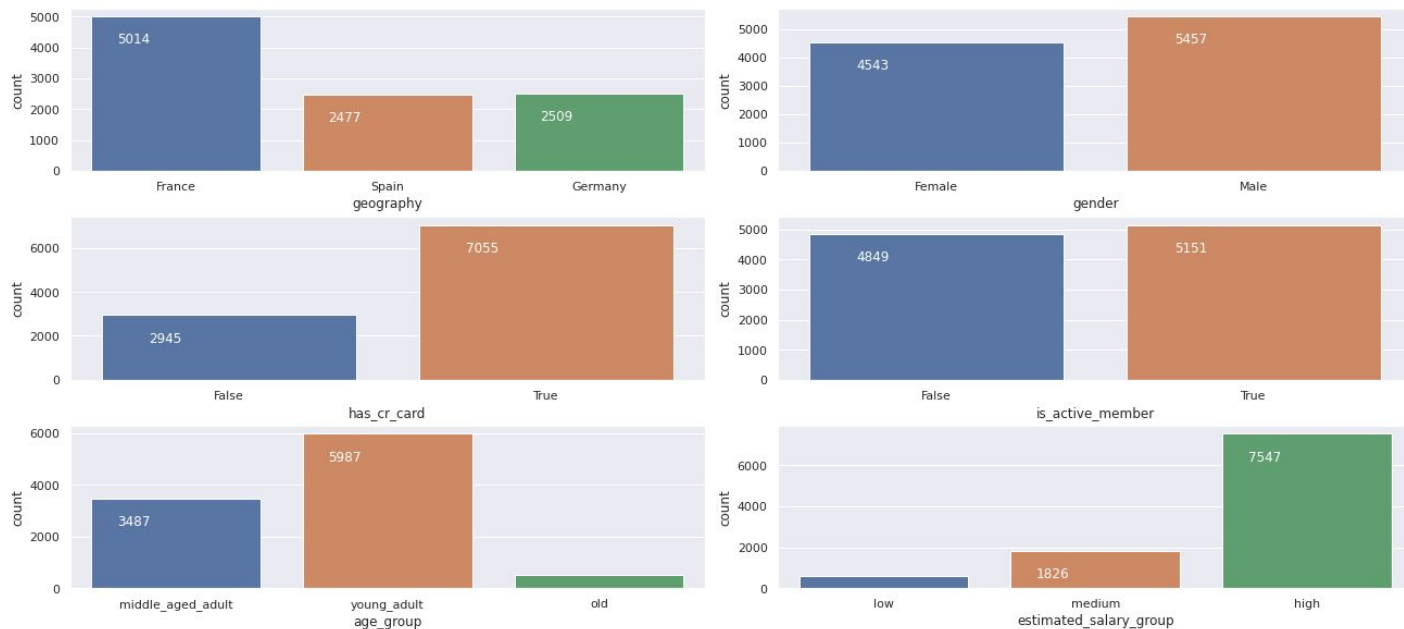 5000
4000
3000
2000
1000
0
count
5014
2477
2509
France Spain Germany
geography
5000
4000
3000
2000
1000
0
count
4543
5457
Female Male
gender
6000
4000
2000
0
count
2945
7055
False True
has_cr_card
5000
4000
3000
2000
1000
0
count
4849
5151
False True
is_active_member
6000
4000
2000
0
count
3487
5987
middle_aged_adult young_adult old
age_group
6000
4000
2000
0
count
1826
7547
low medium high
estimated_salary_group